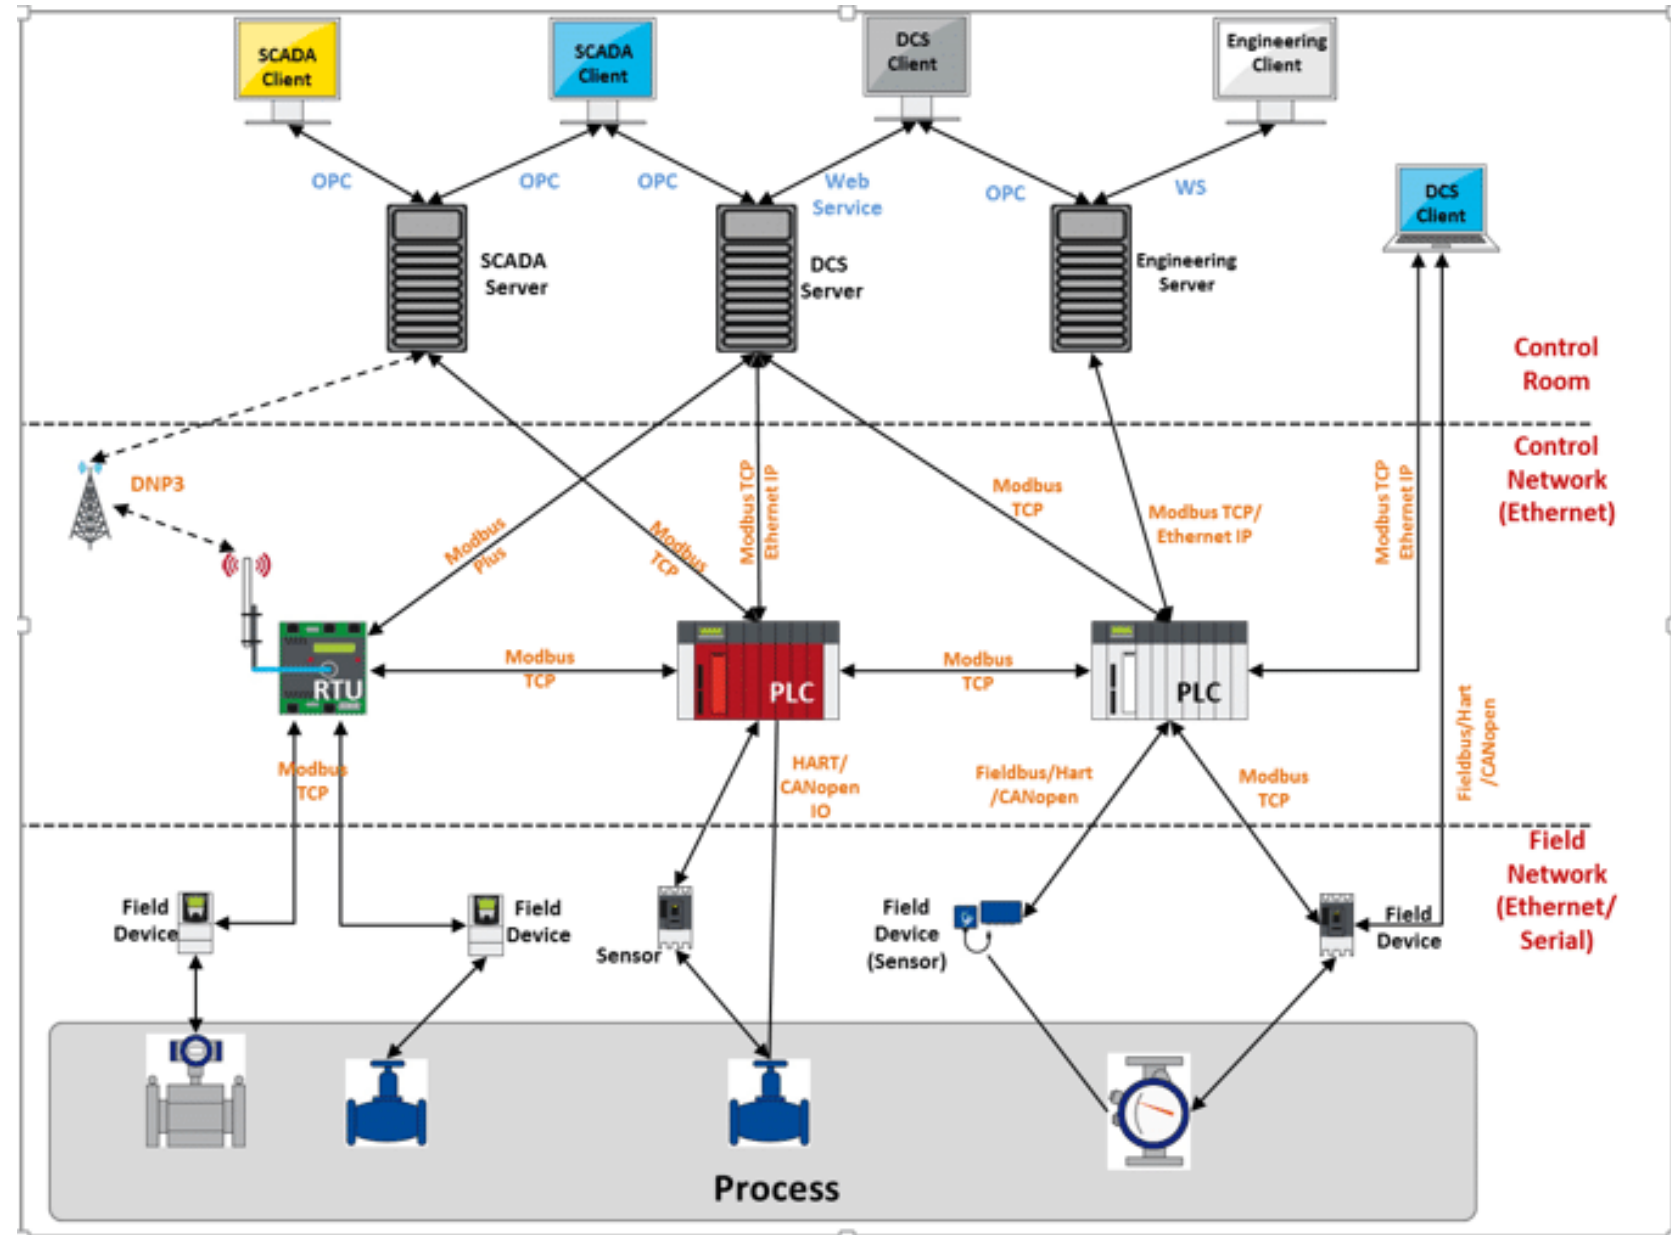 SCADA
Client
SCADA
Client
DCS
Client
Engineering
Client
OPC
OPC
OPC
Web
Service
OPC
WS
DCS
Client
SCADA
Server
DCS
Server
Engineering
Server
Control
Room
Control
Network
(Ethernet)
DNP3
Modbus
Plus
Modbus
TCP
Modbus TCP
Ethernet IP
Modbus
TCP
Modbus TCP/
Ethernet IP
Modbus TCP
Ethernet IP
RTU
Modbus
TCP
PLC
Modbus
TCP
PLC
Modbus
TCP
HART/
CANopen
IO
Fieldbus/Hart
/CANopen
Modbus
TCP
Fieldbus/Hart
/CANopen
Field
Network
(Ethernet/
Serial)
Field
Device
Field
Device
Sensor
Field
Device
(Sensor)
Field
Device
Process